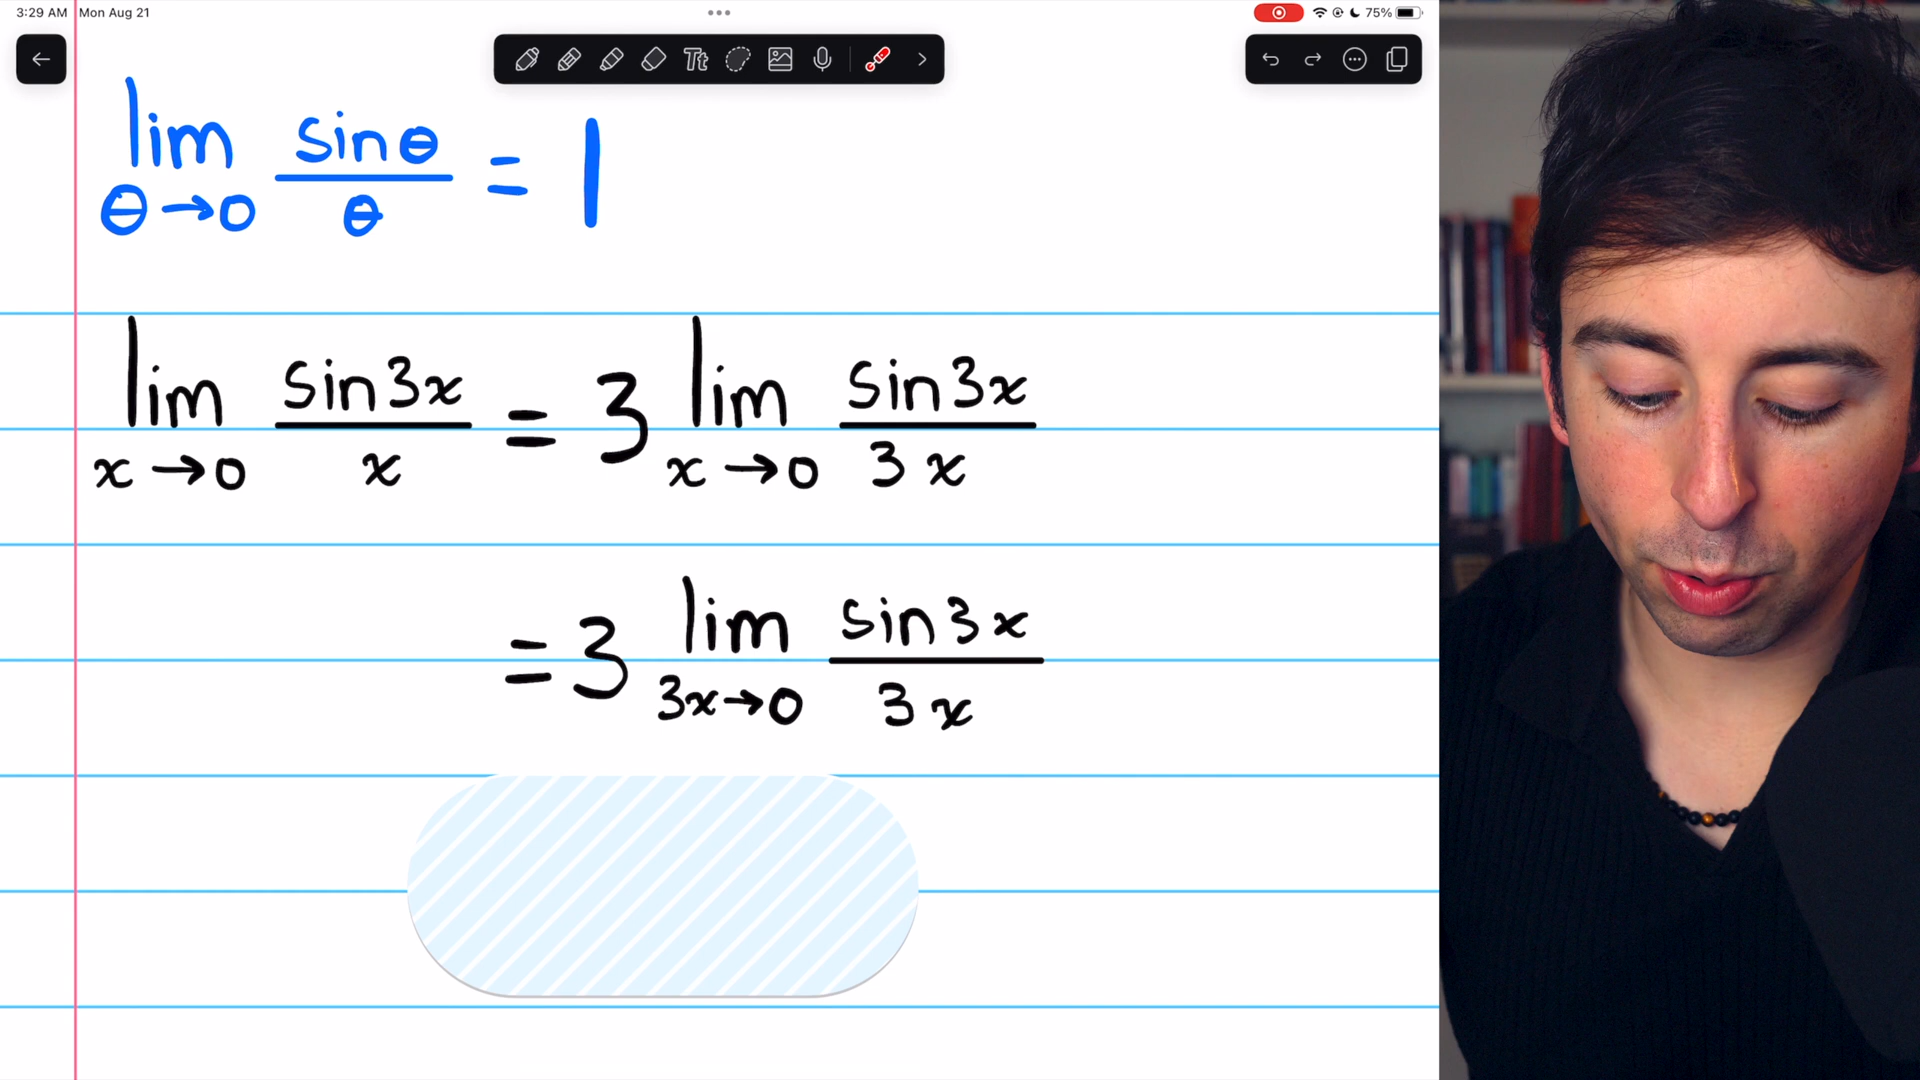 3:29 AM Mon Aug 21 75%
Tt
lim θ→0 sinθ/θ = 1
lim x→0 sin3x/x = 3 lim x→0 sin3x/3x
= 3 lim 3x→0 sin3x/3x